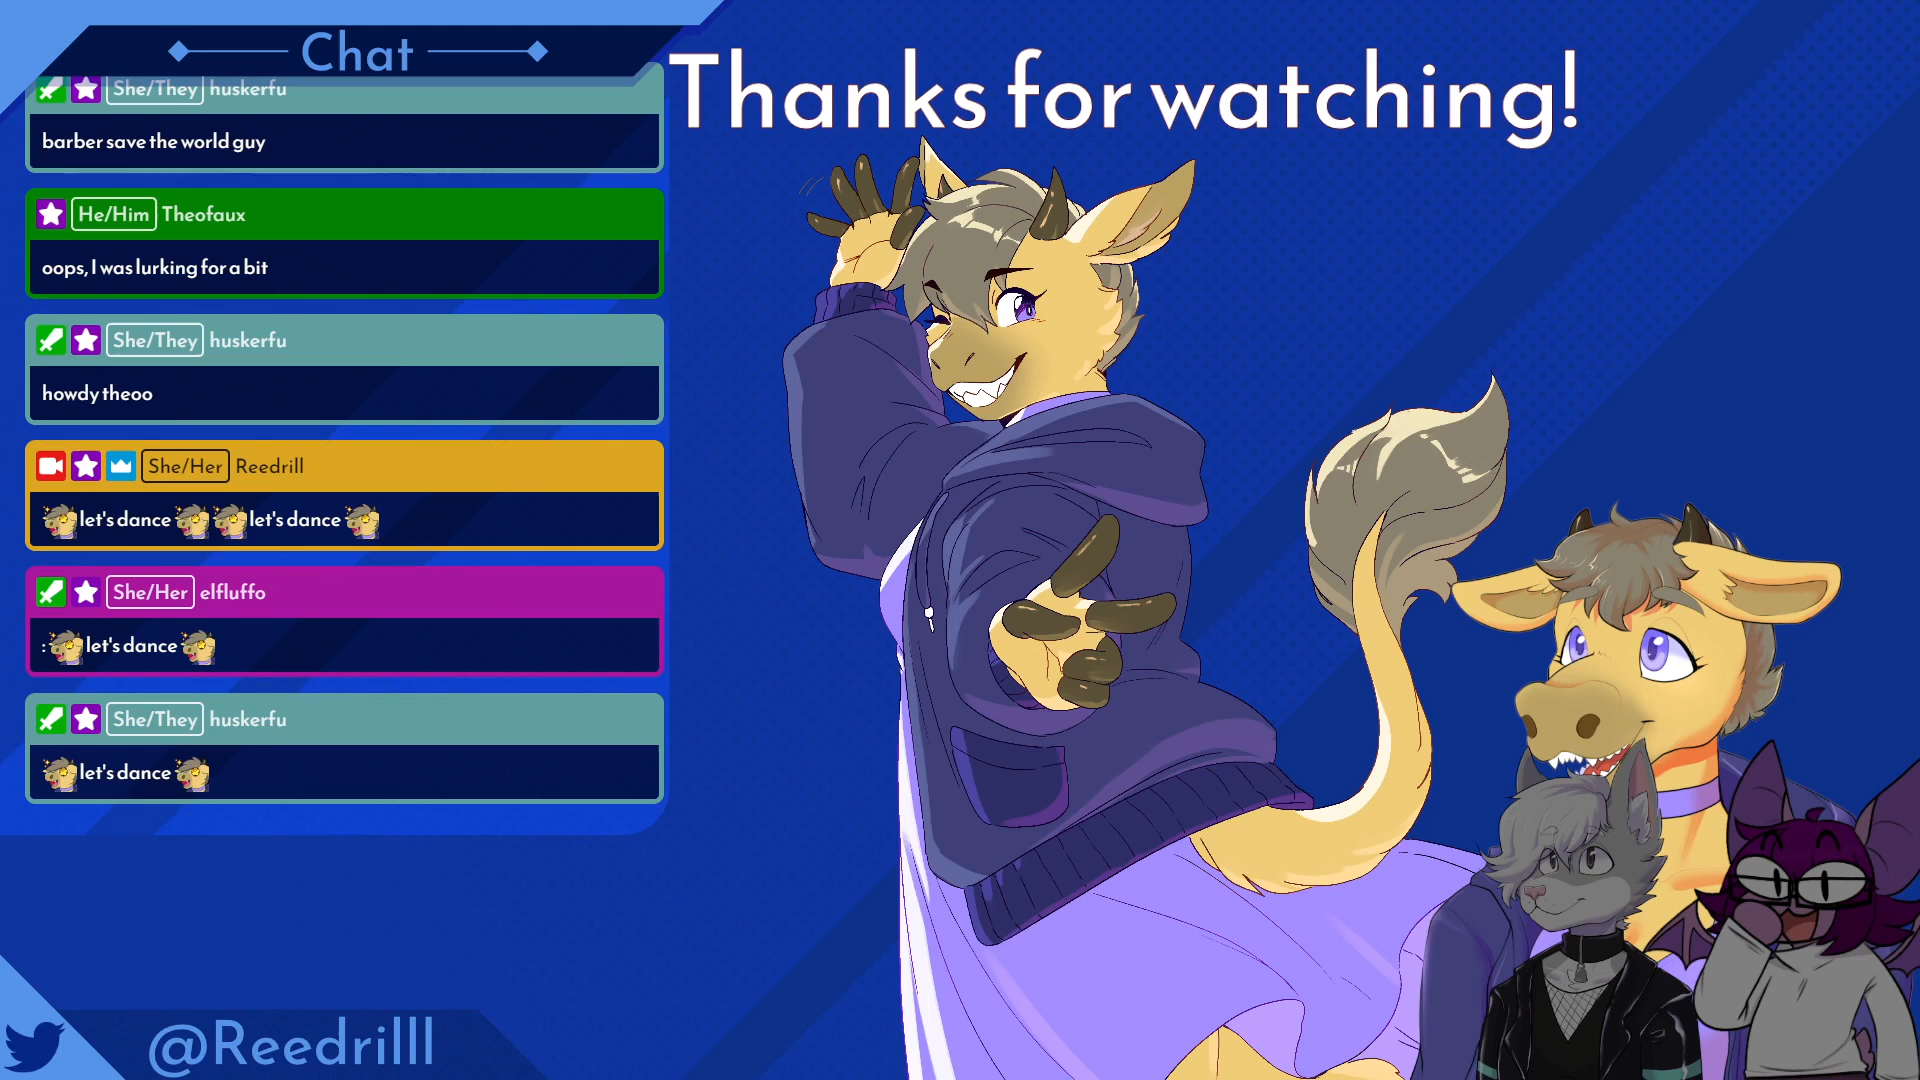 Chat
She/They huskerfu
barber save the world guy
He/Him Theofaux
oops, I was lurking for a bit
She/They huskerfu
howdy theoo
She/Her Reedrill
let's dance let's dance
She/Her elfluffo
: let's dance
She/They huskerfu
let's dance
Thanks for watching!
@Reedrilll